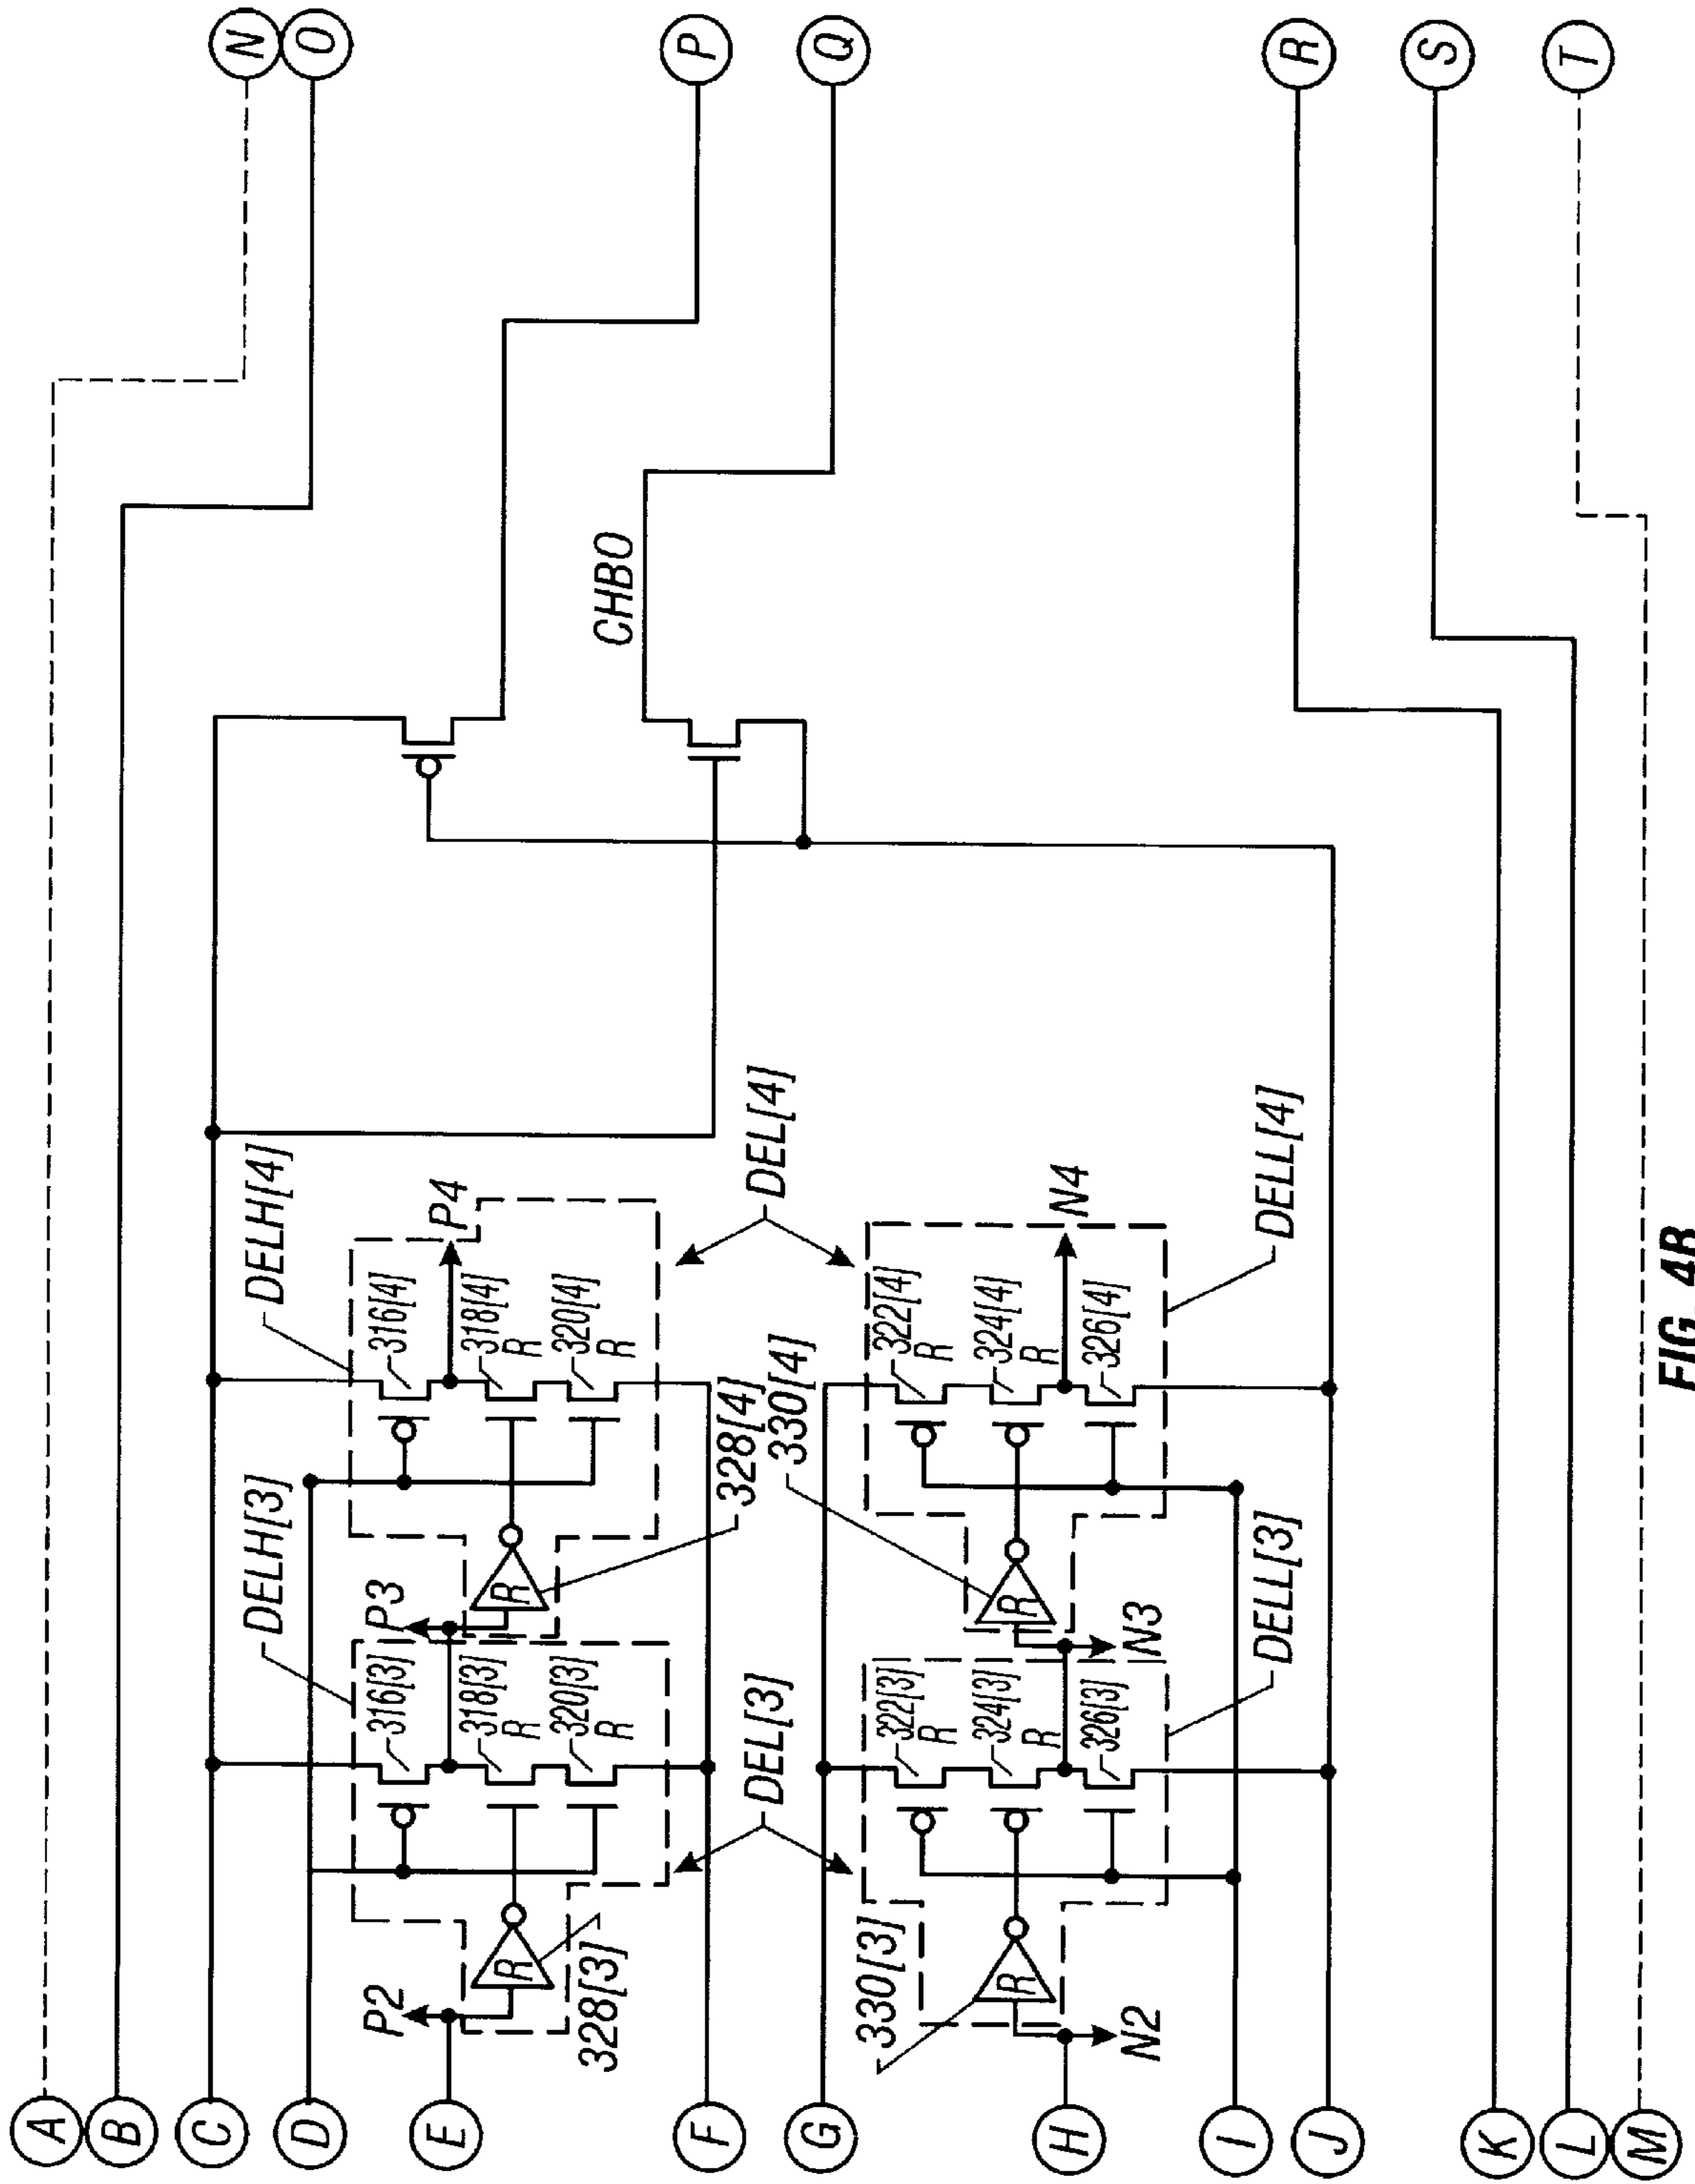 A
B
C
D
E
F
G
H
I
J
K
L
M
N
O
P
Q
R
S
T
DELH[3]
DELH[4]
P2
P3
P4
316[3]
318[3]
R
320[3]
R
R
328[3]
316[4]
318[4]
R
320[4]
R
R
328[4]
DEL[3]
DEL[4]
330[3]
330[4]
322[3]
R
324[3]
R
326[3]
R
322[4]
R
324[4]
R
326[4]
R
N2
N3
N4
DELL[3]
DELL[4]
CHBO
FIG. 4B